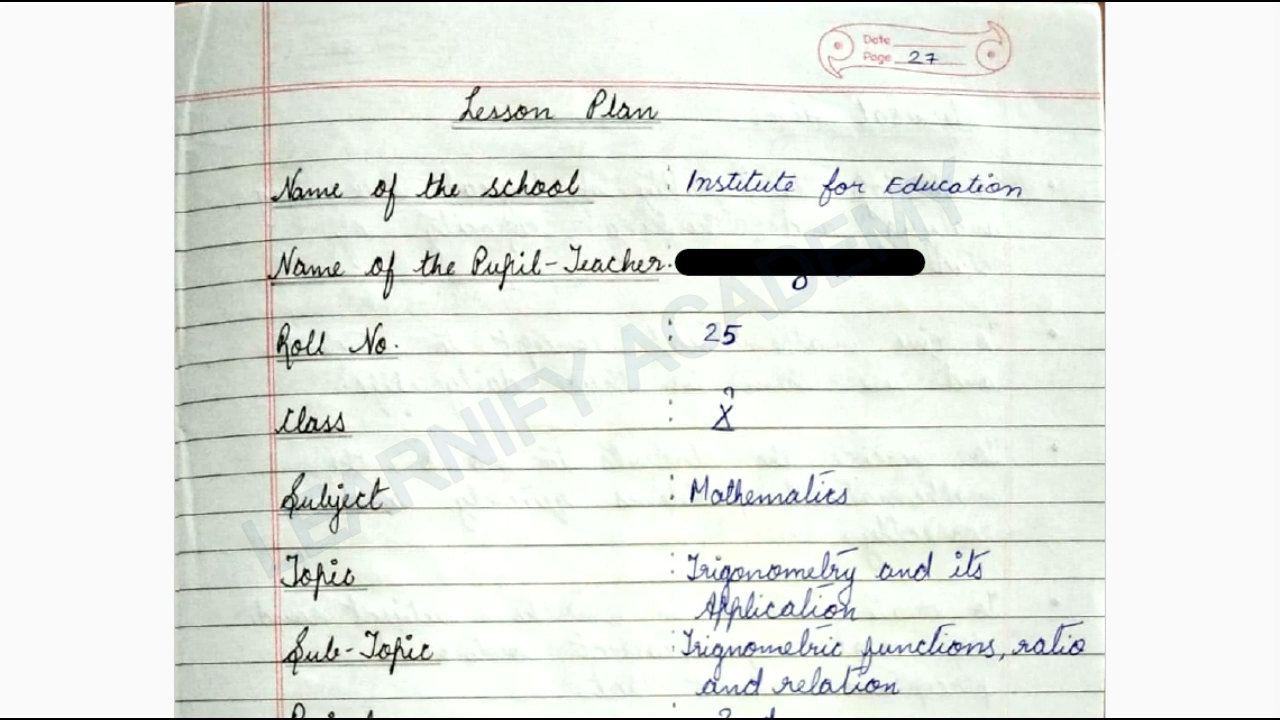 Date
Page 27
Lesson Plan
Name of the school : Institute for Education
Name of the Pupil-Teacher:
Roll No. : 25
Class : X
Subject : Mathematics
Topic : Trigonometry and its
Application
Sub-Topic : Trignometric functions, ratio
and relation
LEARNIFY ACADEMY